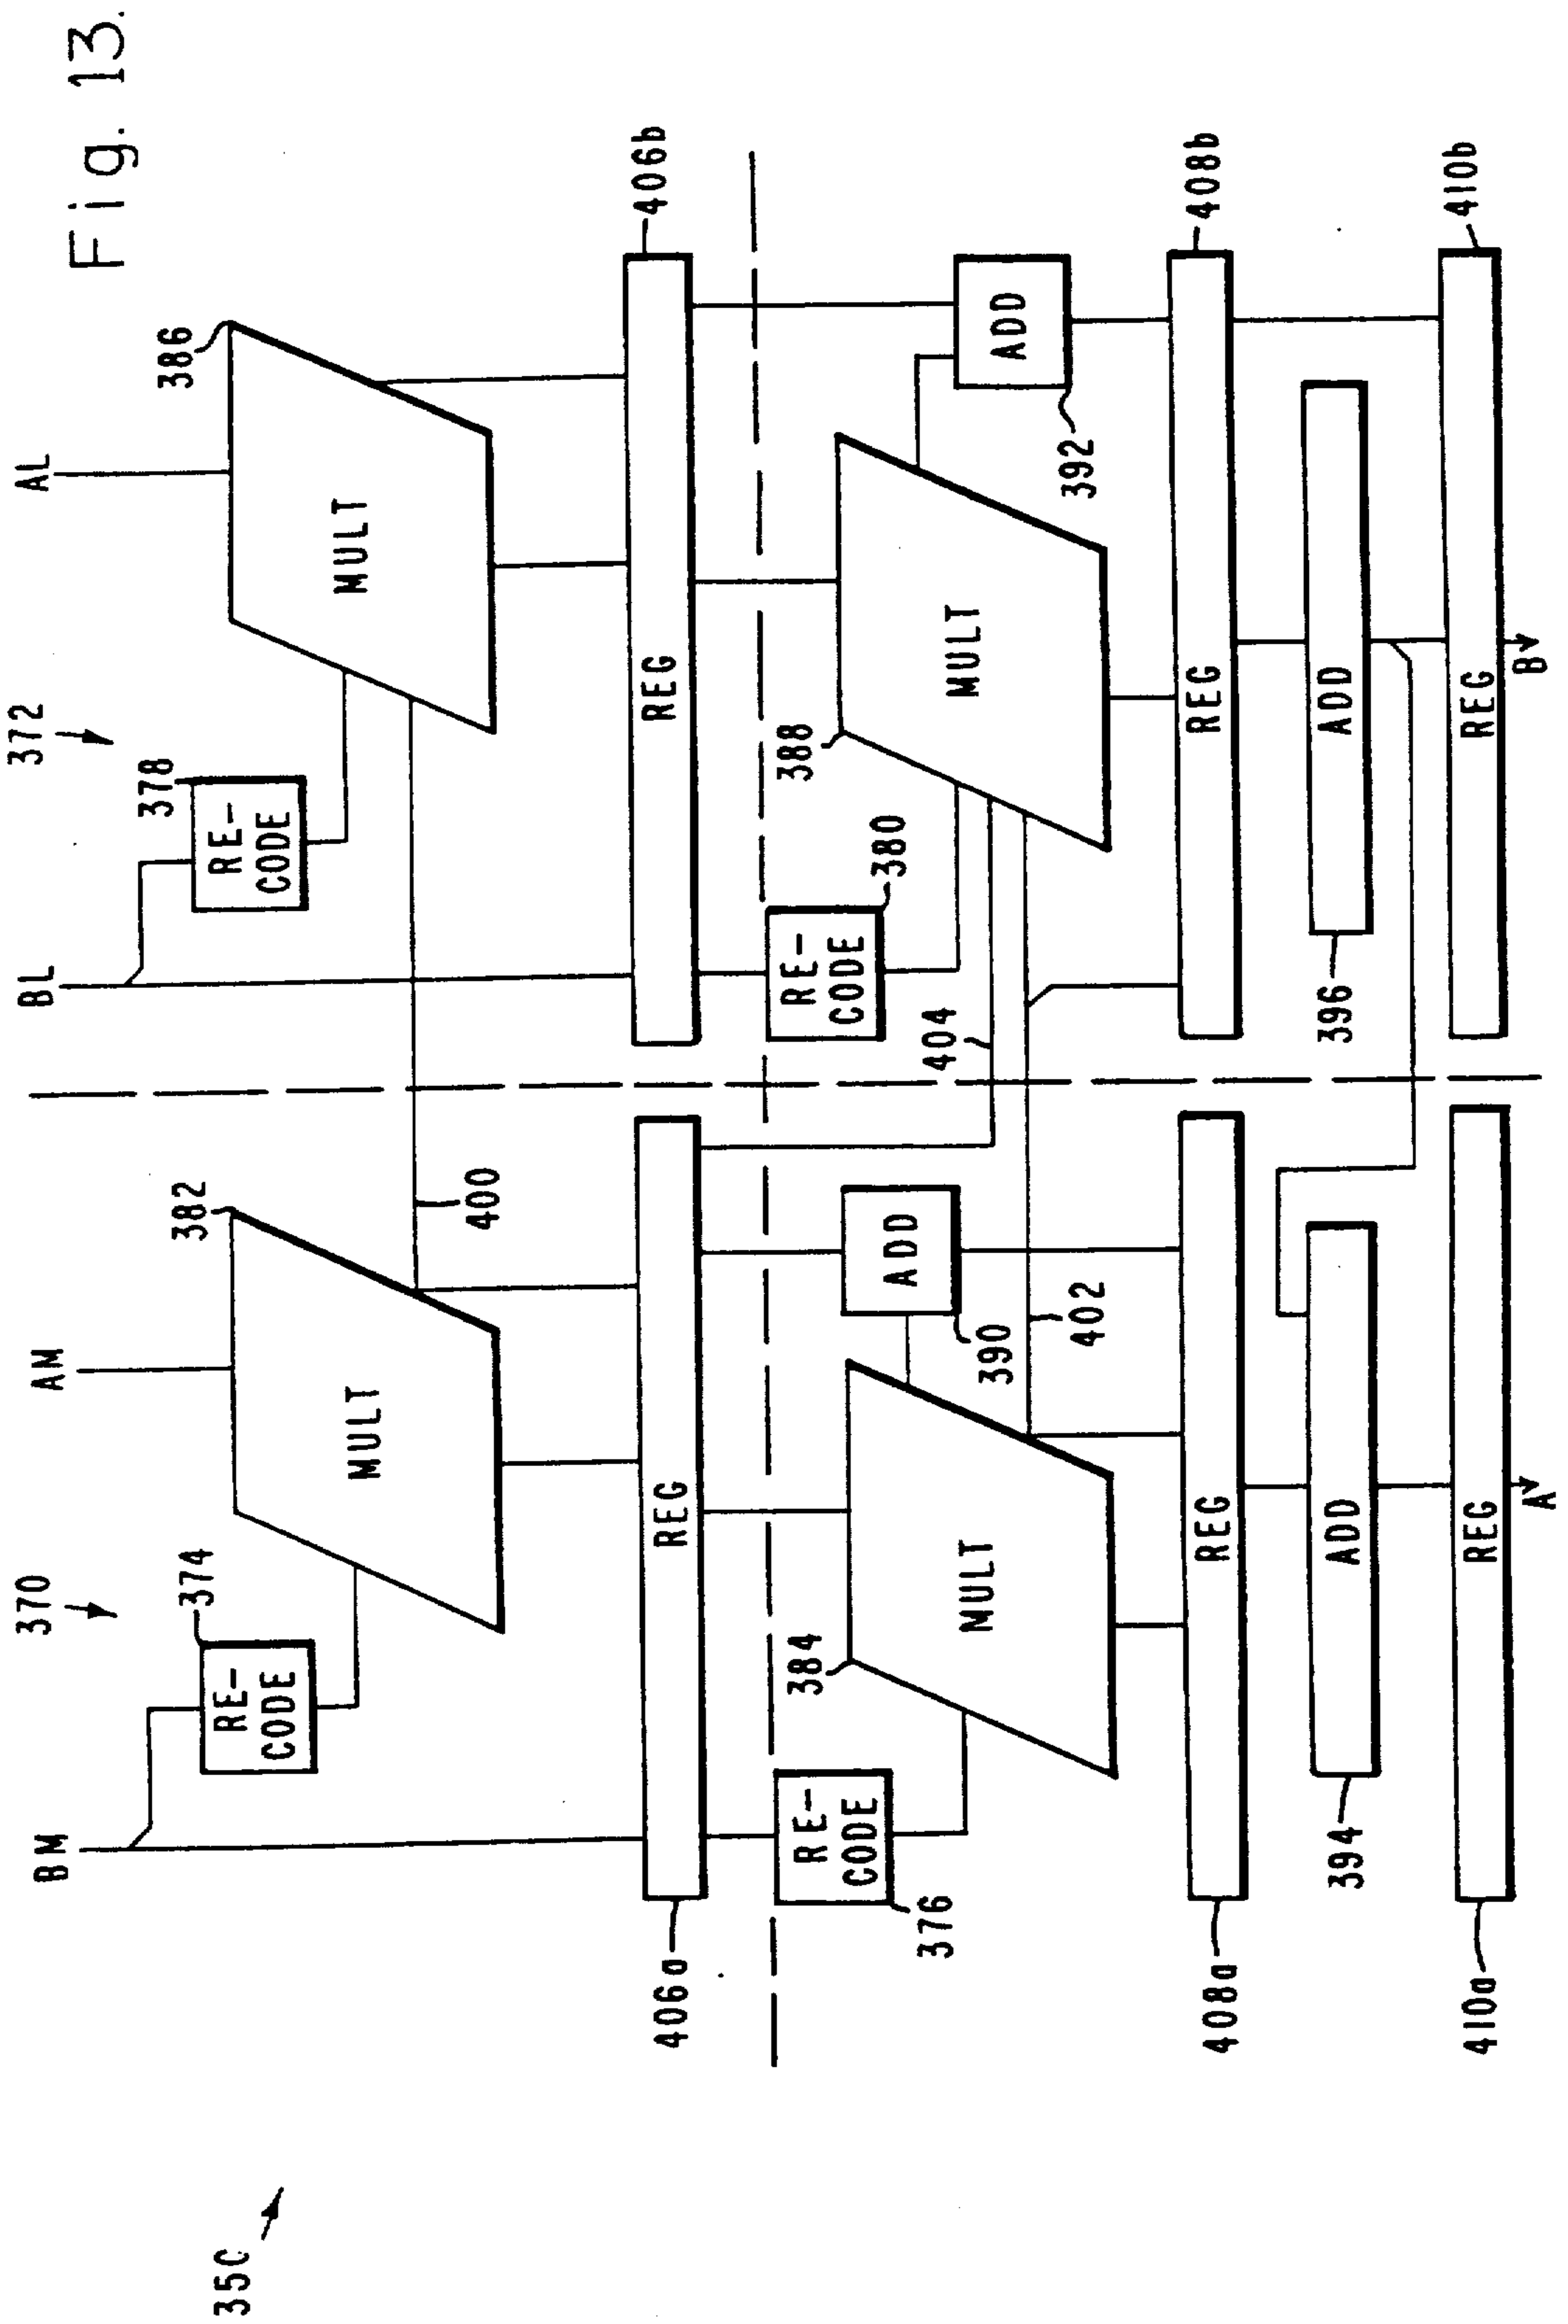 Fig. 13.
370
372
BM
AM
BL
AL
374
382
378
386
35C
RE-
CODE
RE-
CODE
MULT
MULT
400
406a
REG
REG
406b
RE-
CODE
384
RE-
CODE
388
ADD
380
376
MULT
390
404
MULT
ADD
402
392
408a
REG
REG
408b
394
ADD
396
ADD
410a
REG
REG
410b
A
B